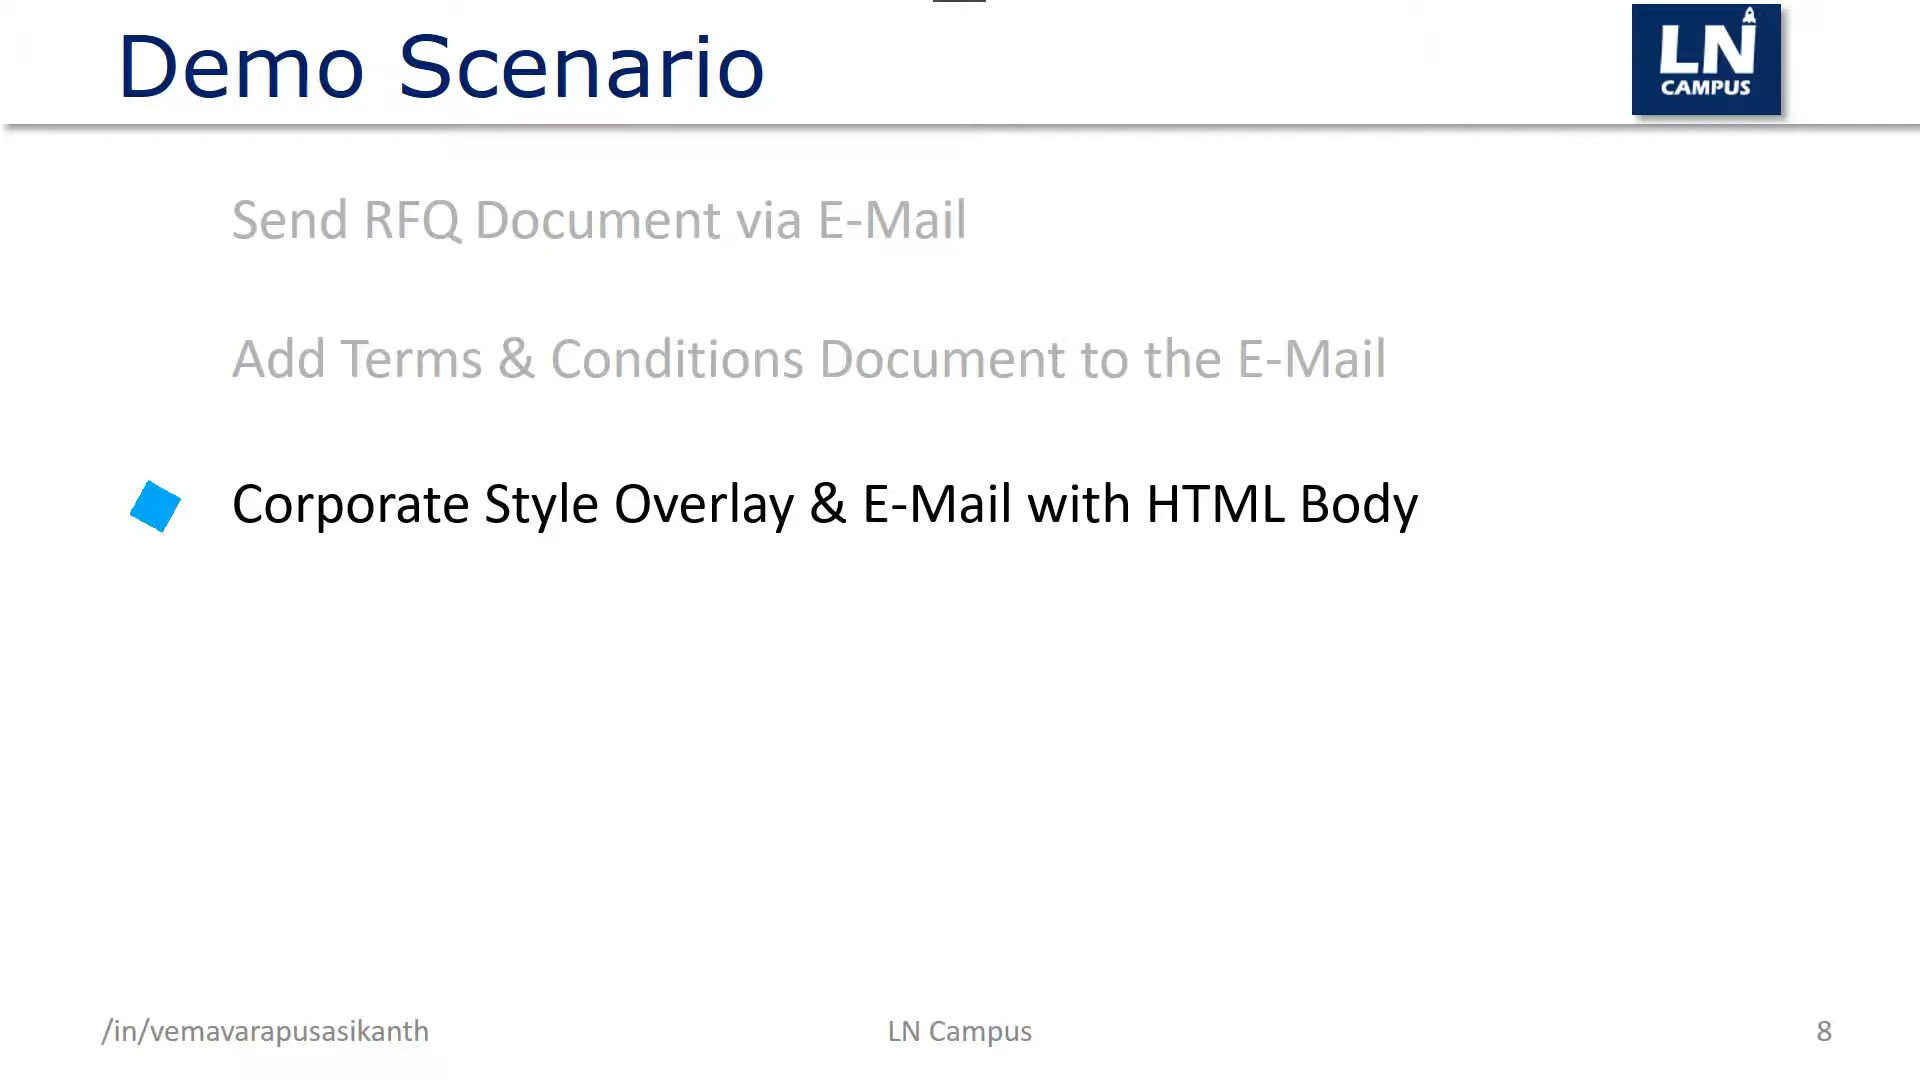 Demo Scenario
LN
CAMPUS
Send RFQ Document via E-Mail
Add Terms & Conditions Document to the E-Mail
Corporate Style Overlay & E-Mail with HTML Body
/in/vemavarapusasikanth
LN Campus
8